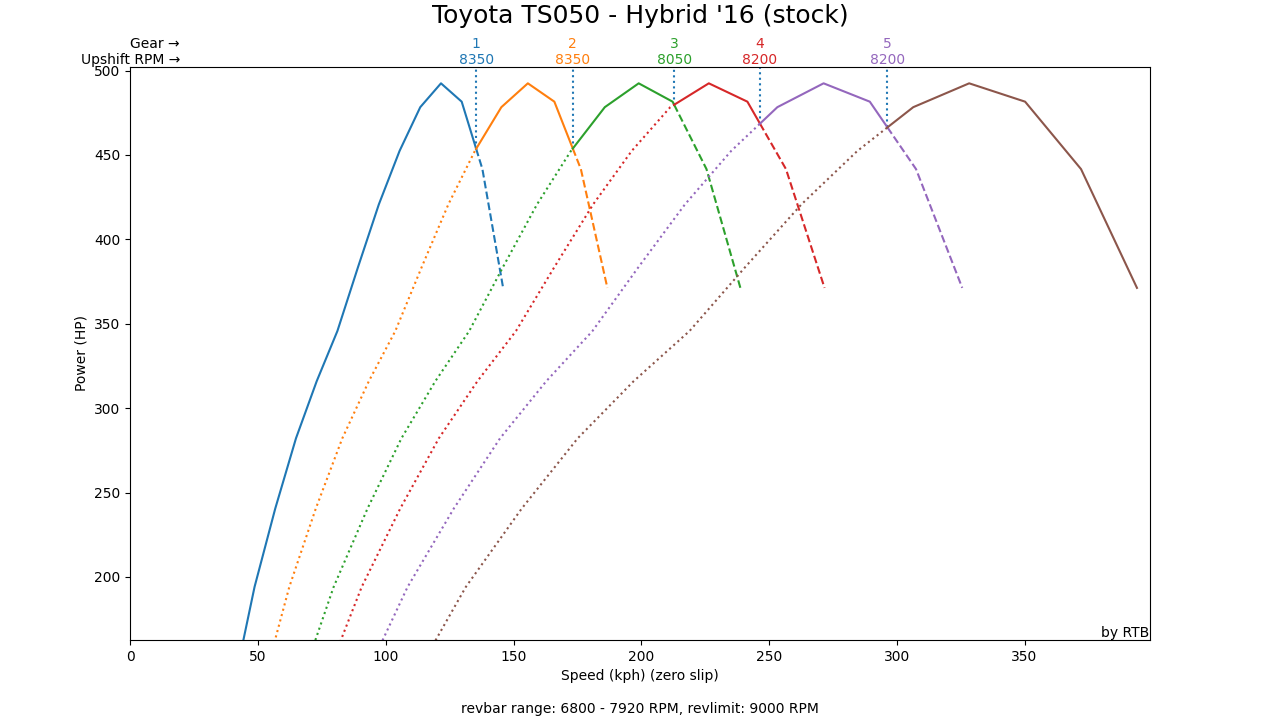 Toyota TS050 - Hybrid '16 (stock)
Gear → 1 2 3 4 5
Upshift RPM → 8350 8350 8050 8200 8200
500
450
400
350
300
250
200
Power (HP)
by RTB
0 50 100 150 200 250 300 350
Speed (kph) (zero slip)
revbar range: 6800 - 7920 RPM, revlimit: 9000 RPM